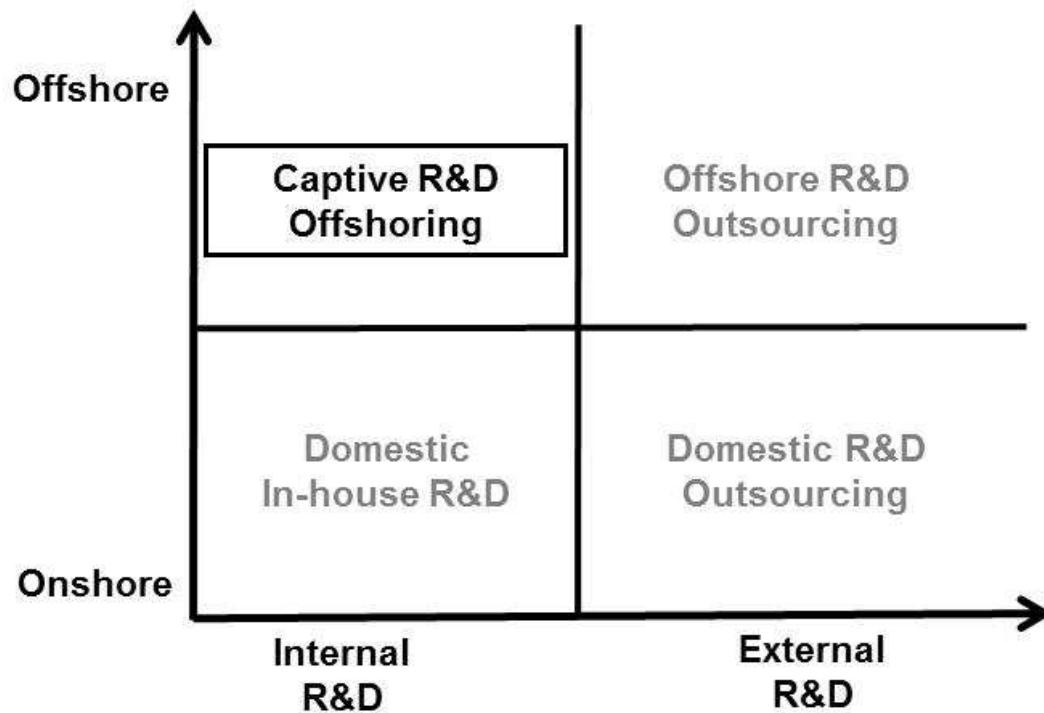 Offshore
Captive R&D
Offshoring
Offshore R&D
Outsourcing
Domestic
In-house R&D
Domestic R&D
Outsourcing
Onshore
Internal
R&D
External
R&D